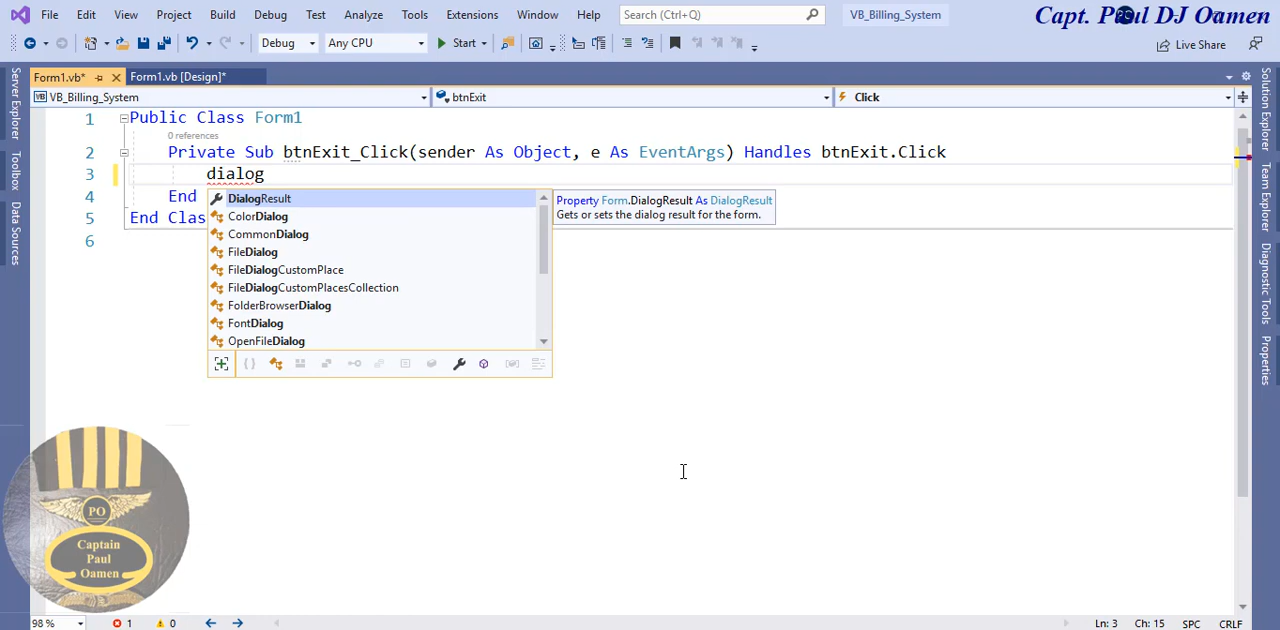 File Edit View Project Build Debug Test Analyze Tools Extensions Window Help Search (Ctrl+Q) VB_Billing_System Capt. Paul DJ Oamen
Debug Any CPU Start Live Share
Form1.vb* Form1.vb [Design]*
VB VB_Billing_System btnExit Click
1 Public Class Form1
0 references
2 Private Sub btnExit_Click(sender As Object, e As EventArgs) Handles btnExit.Click
3 dialog
4 End
5 End Clas
6
DialogResult
ColorDialog
CommonDialog
FileDialog
FileDialogCustomPlace
FileDialogCustomPlacesCollection
FolderBrowserDialog
FontDialog
OpenFileDialog
Property Form.DialogResult As DialogResult
Gets or sets the dialog result for the form.
Server Explorer
Toolbox
Data Sources
Solution Explorer
Team Explorer
Diagnostic Tools
Properties
PO
Captain
Paul
Oamen
98 % 1 0 Ln: 3 Ch: 15 SPC CRLF